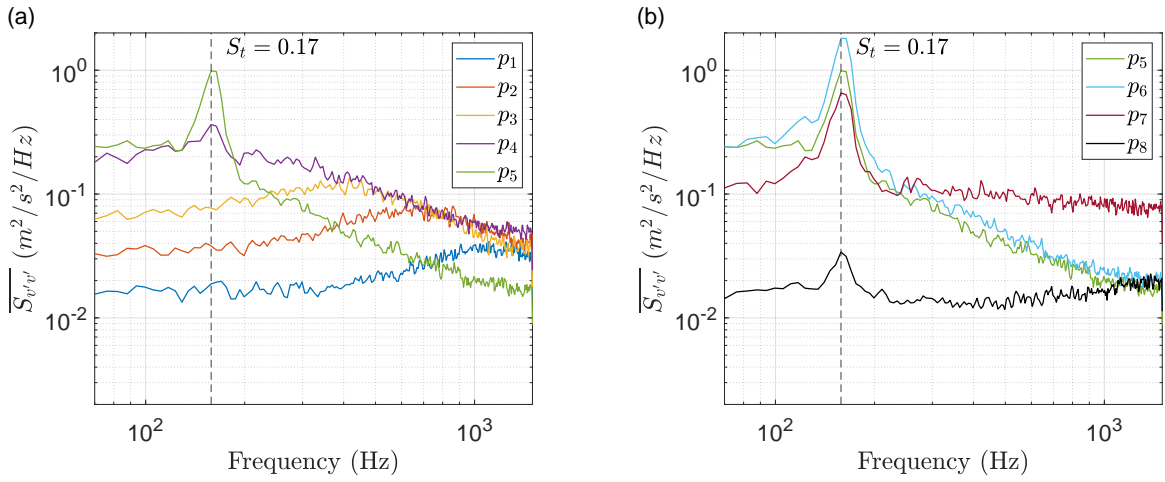 (a)
S_t = 0.17
p_1
p_2
p_3
p_4
p_5
10^0
10^{-1}
10^{-2}
\overline{S_{v'v'}} (m^2/s^2/Hz)
10^2
10^3
Frequency (Hz)
(b)
S_t = 0.17
p_5
p_6
p_7
p_8
10^0
10^{-1}
10^{-2}
\overline{S_{v'v'}} (m^2/s^2/Hz)
10^2
10^3
Frequency (Hz)